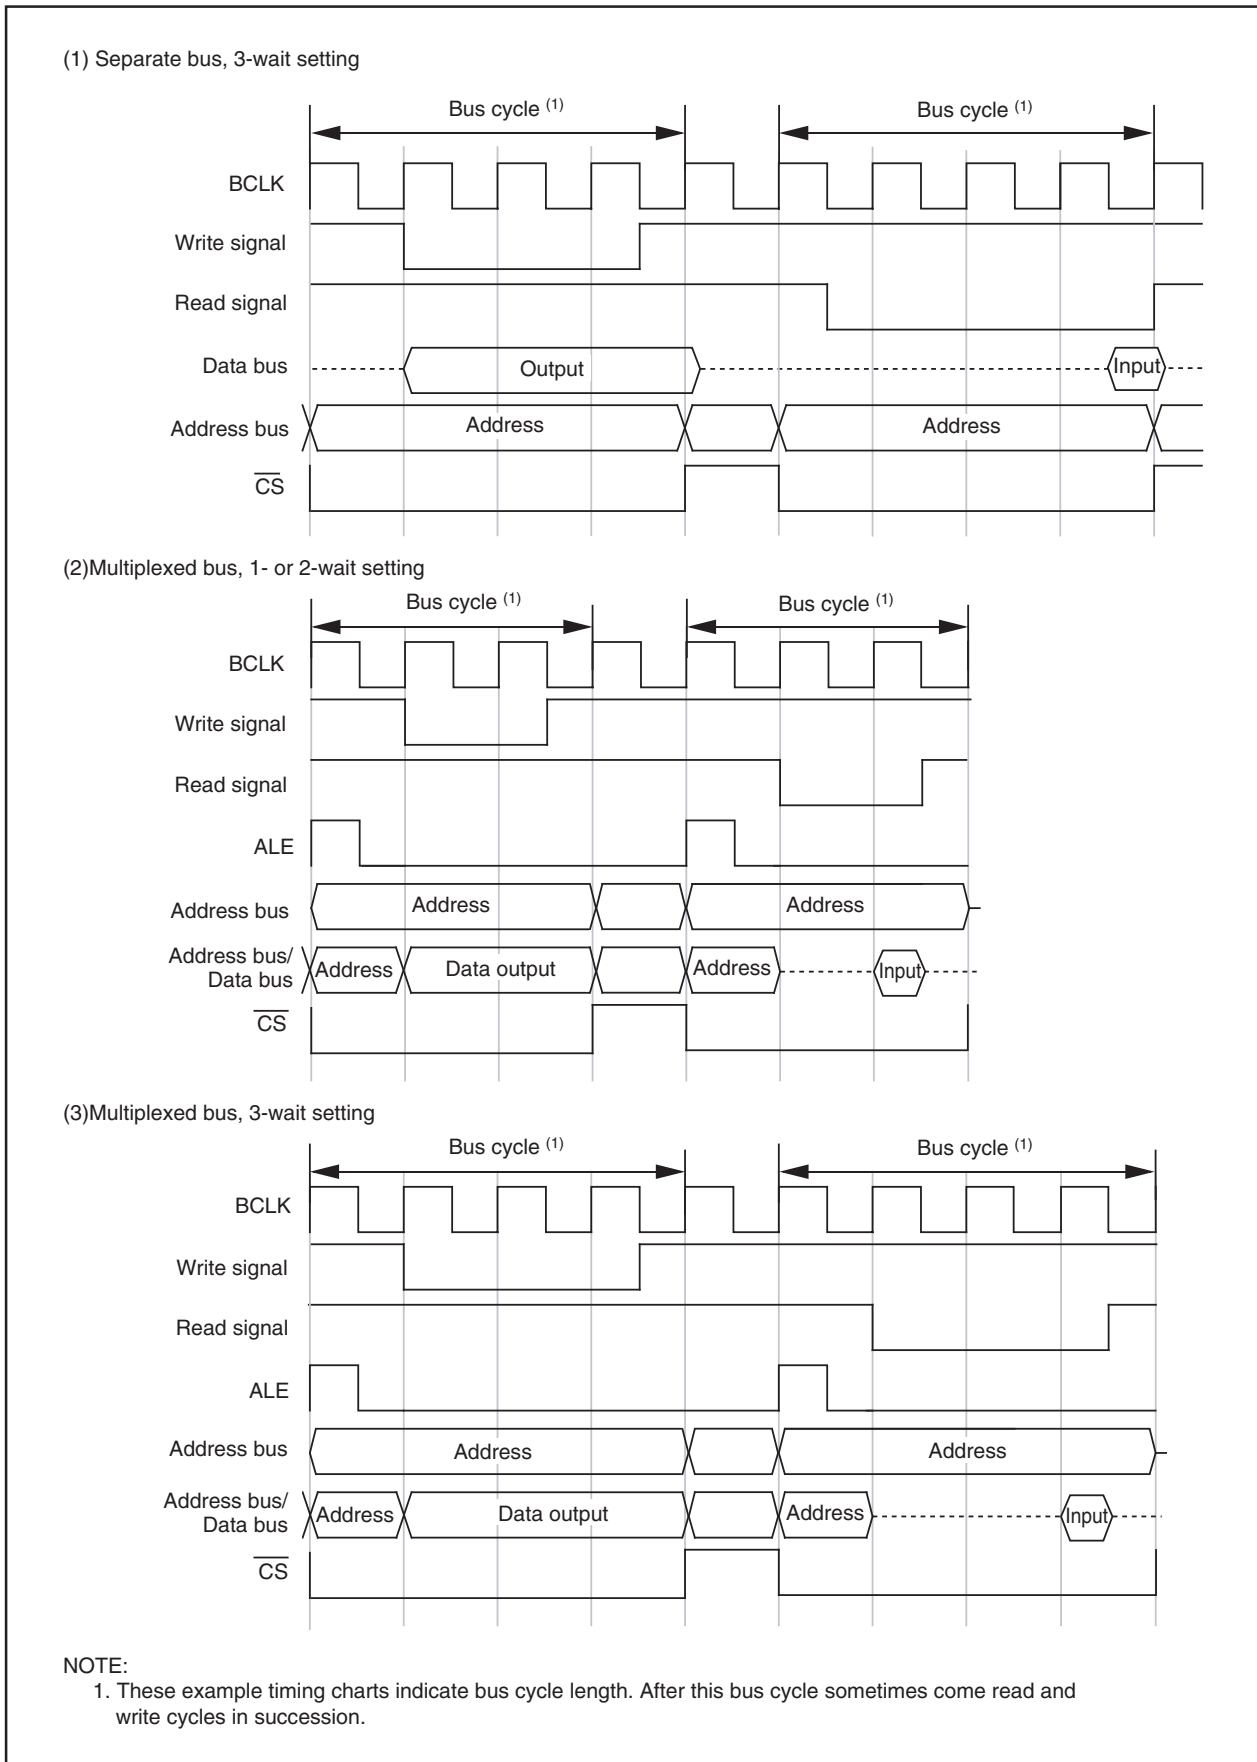 (1) Separate bus, 3-wait setting
Bus cycle (1)
Bus cycle (1)
BCLK
Write signal
Read signal
Data bus
Output
Input
Address bus
Address
Address
CS
(2)Multiplexed bus, 1- or 2-wait setting
Bus cycle (1)
Bus cycle (1)
BCLK
Write signal
Read signal
ALE
Address bus
Address
Address
Address bus/
Data bus
Address
Data output
Address
Input
CS
(3)Multiplexed bus, 3-wait setting
Bus cycle (1)
Bus cycle (1)
BCLK
Write signal
Read signal
ALE
Address bus
Address
Address
Address bus/
Data bus
Address
Data output
Address
Input
CS
NOTE:
1. These example timing charts indicate bus cycle length. After this bus cycle sometimes come read and
write cycles in succession.